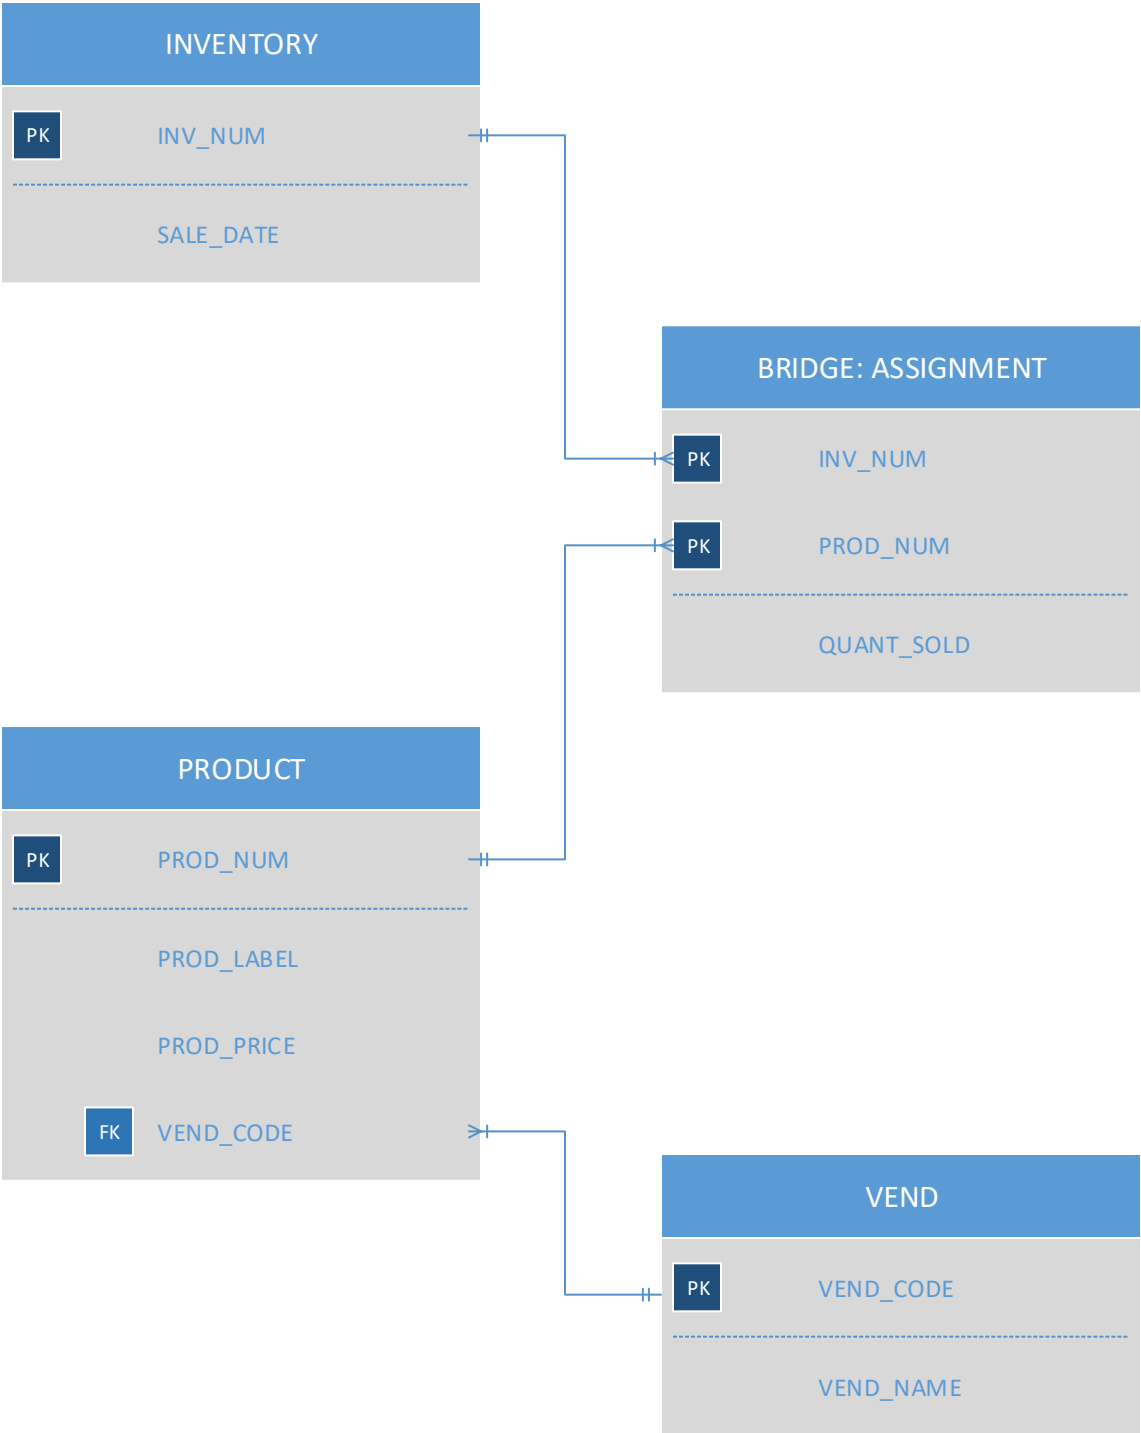 INVENTORY
PK INV_NUM
SALE_DATE
BRIDGE: ASSIGNMENT
PK INV_NUM
PK PROD_NUM
QUANT_SOLD
PRODUCT
PK PROD_NUM
PROD_LABEL
PROD_PRICE
FK VEND_CODE
VEND
PK VEND_CODE
VEND_NAME